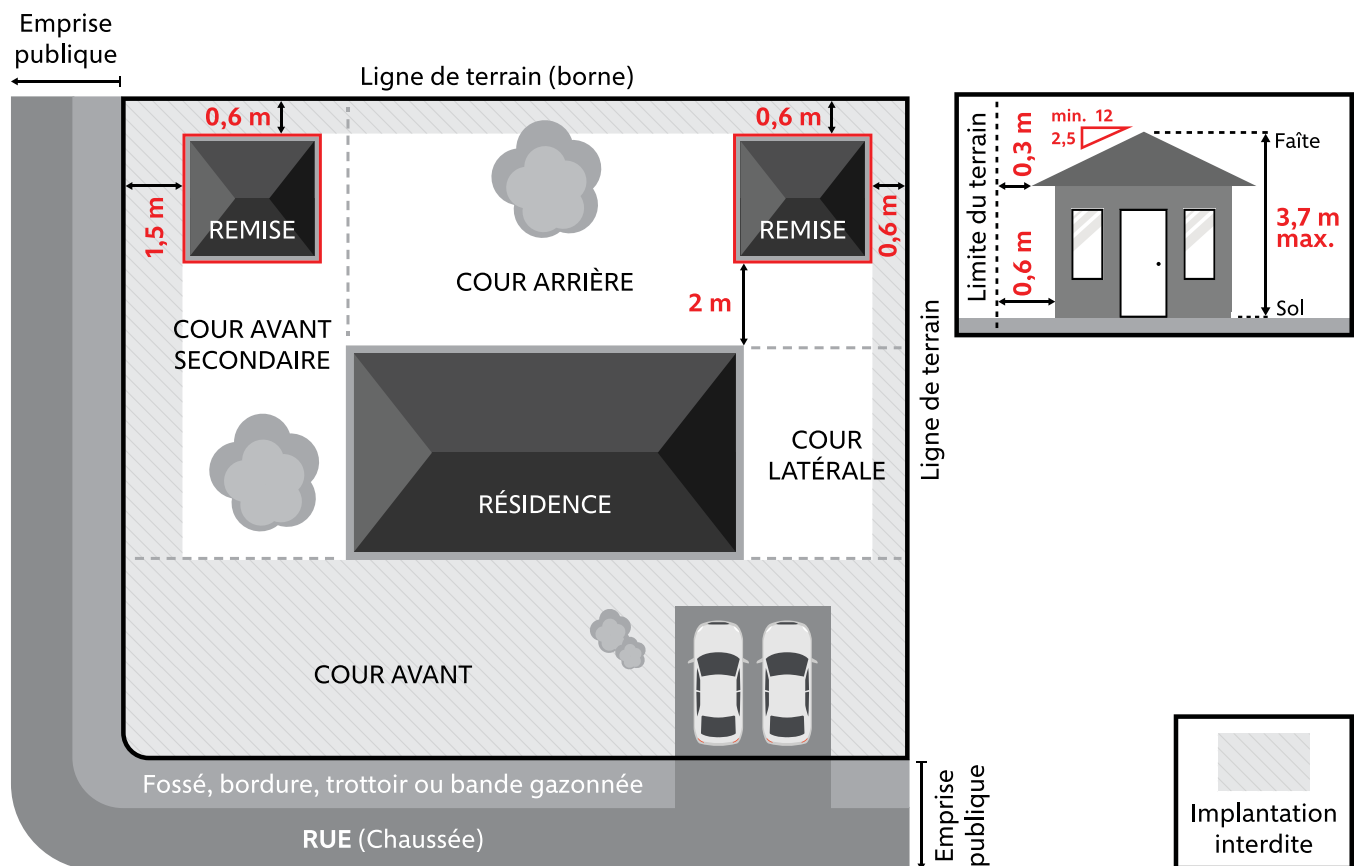 Emprise
publique
Ligne de terrain (borne)
0,6 m
0,6 m
1,5 m
REMISE
REMISE
0,6 m
COUR ARRIÈRE
2 m
COUR AVANT
SECONDAIRE
Ligne de terrain
COUR
LATÉRALE
RÉSIDENCE
COUR AVANT
Fossé, bordure, trottoir ou bande gazonnée
RUE (Chaussée)
Emprise
publique
Limite du terrain
0,3 m
min. 12
2,5
Faîte
3,7 m
max.
0,6 m
Sol
Implantation
interdite